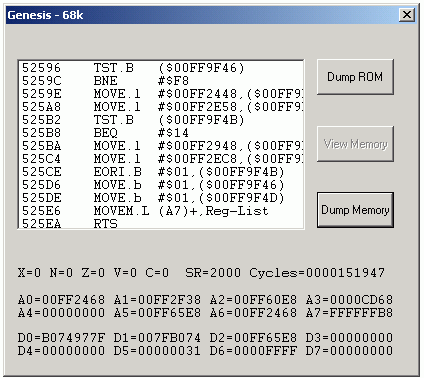 Genesis - 68k
52596 TST.B ($00FF9F46)
5259C BNE #$F8
5259E MOVE.l #$00FF2448,($00FF9
525A8 MOVE.l #$00FF2E58,($00FF9
525B2 TST.B ($00FF9F4B)
525B8 BEQ #$14
525BA MOVE.l #$00FF2948,($00FF9
525C4 MOVE.l #$00FF2EC8,($00FF9
525CE EORI.B #$01,($00FF9F4B)
525D6 MOVE.b #$01,($00FF9F46)
525DE MOVE.b #$01,($00FF9F4D)
525E6 MOVEM.L (A7)+,Reg-List
525EA RTS
Dump ROM
View Memory
Dump Memory
X=0 N=0 Z=0 V=0 C=0 SR=2000 Cycles=0000151947
A0=00FF2468 A1=00FF2F38 A2=00FF60E8 A3=0000CD68
A4=00000000 A5=00FF65E8 A6=00FF2468 A7=FFFFFFB8
D0=B074977F D1=007FB074 D2=00FF65E8 D3=00000000
D4=00000000 D5=00000031 D6=0000FFFF D7=00000000